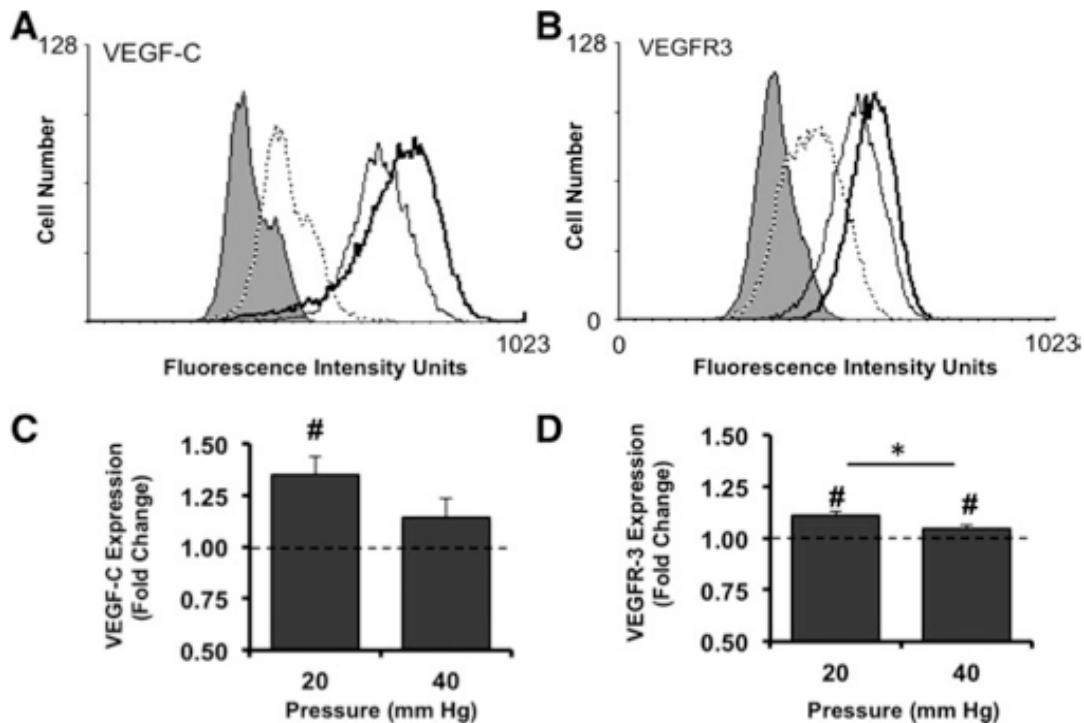 A
128
VEGF-C
Cell Number
1023
Fluorescence Intensity Units
B
128
VEGFR3
Cell Number
0
0
1023
Fluorescence Intensity Units
C
#
1.50
1.25
1.00
0.75
0.50
VEGF-C Expression
(Fold Change)
20
40
Pressure (mm Hg)
D
*
#
#
1.50
1.25
1.00
0.75
0.50
VEGFR-3 Expression
(Fold Change)
20
40
Pressure (mm Hg)